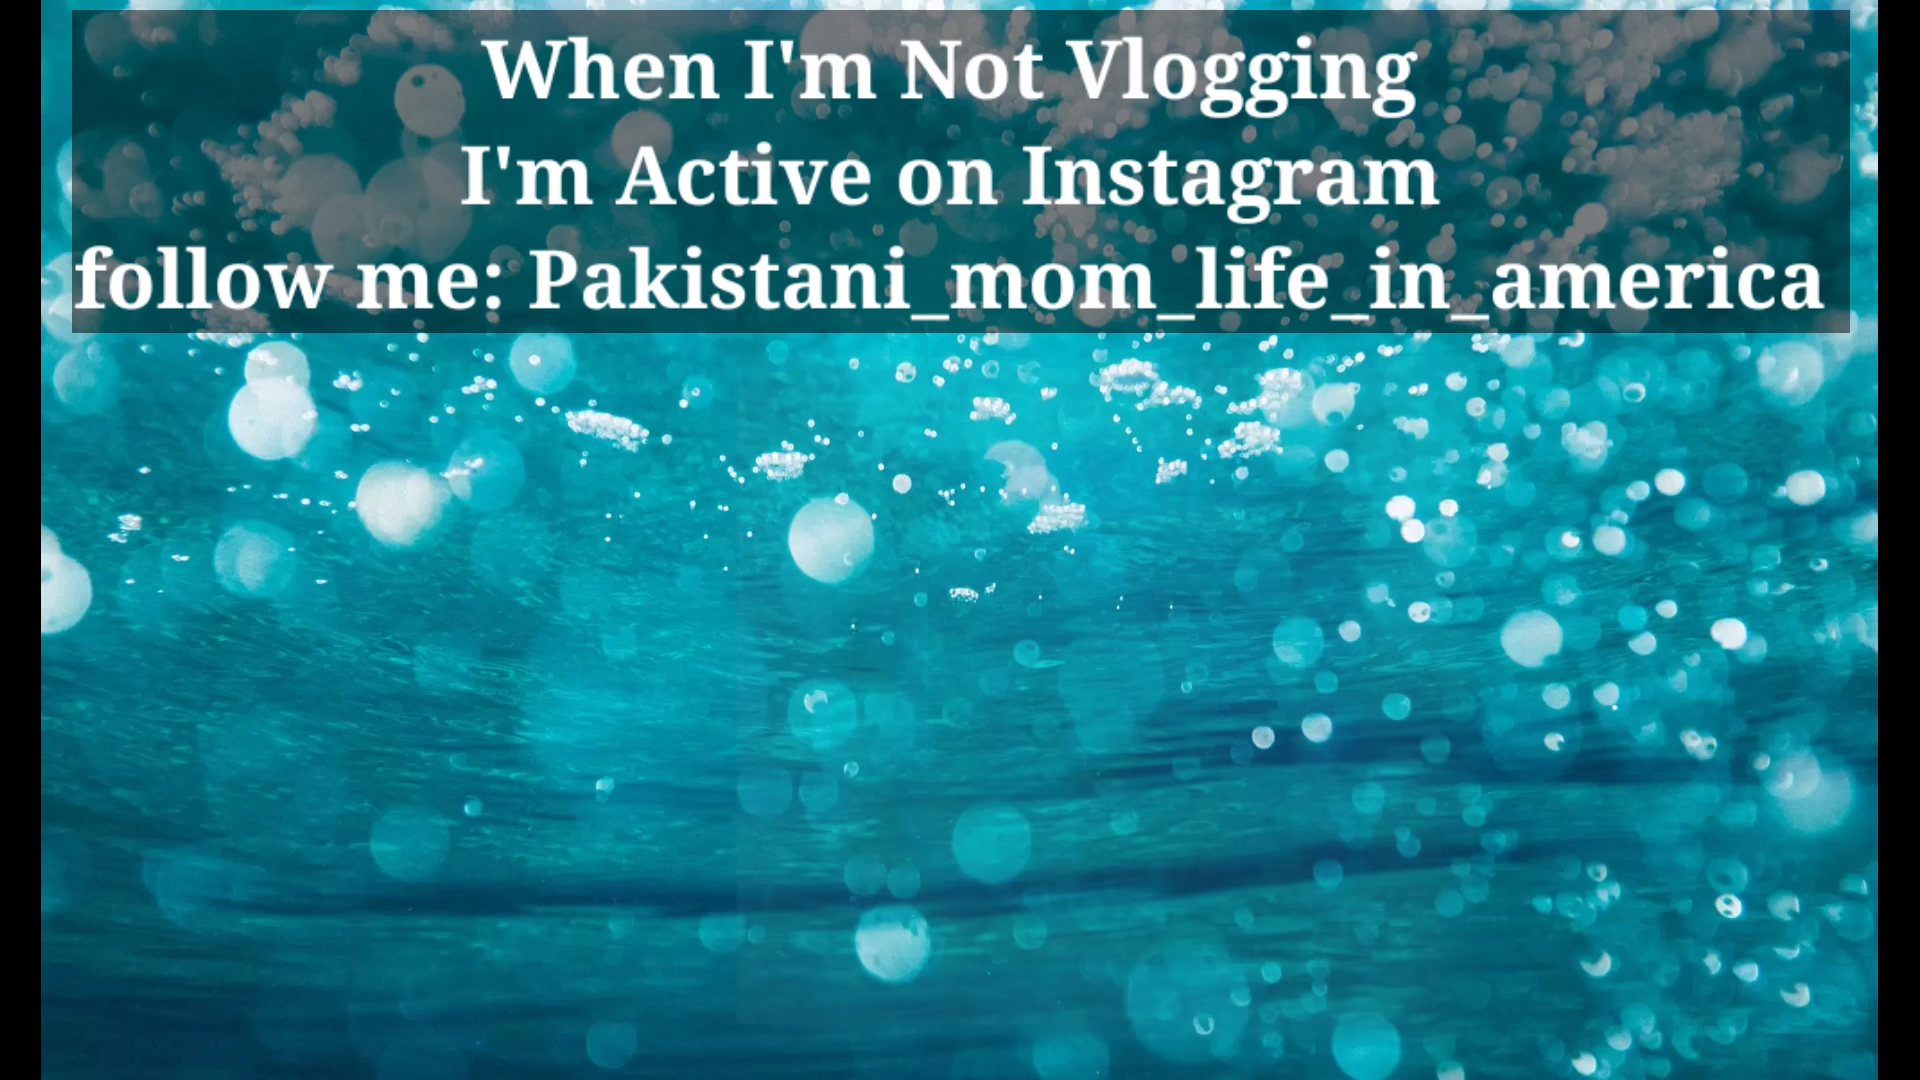 When I'm Not Vlogging
I'm Active on Instagram
follow me: Pakistani_mom_life_in_america